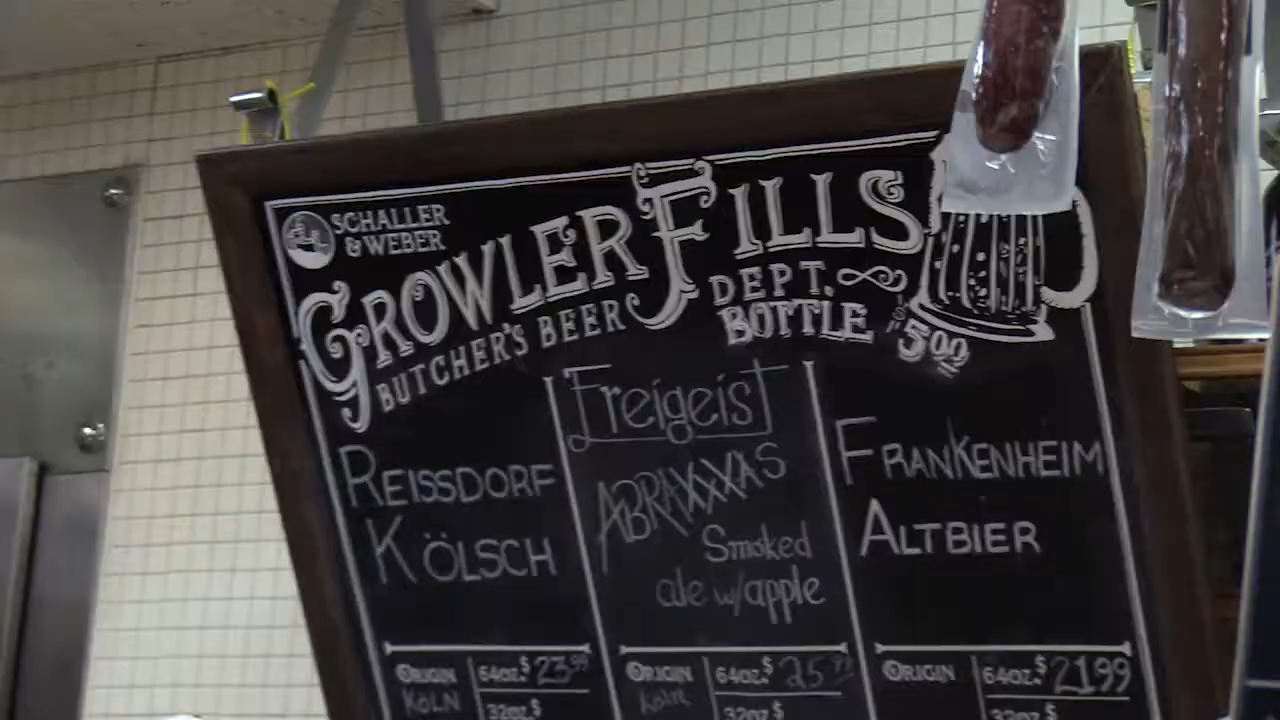 SCHALLER
& WEBER
GROWLER FILLS
BUTCHER'S BEER DEPT.
BOTTLE $5.00
REISSDORF
KÖLSCH
Freigeist
ABRAXXXAS
Smoked
ale w/apple
FRANKENHEIM
ALTBIER
ORIGIN 64oz. $23.99
KÖLN 32oz. $
ORIGIN 64oz. $25.99
Köln 32oz. $
ORIGIN 64oz. $21.99
32oz. $